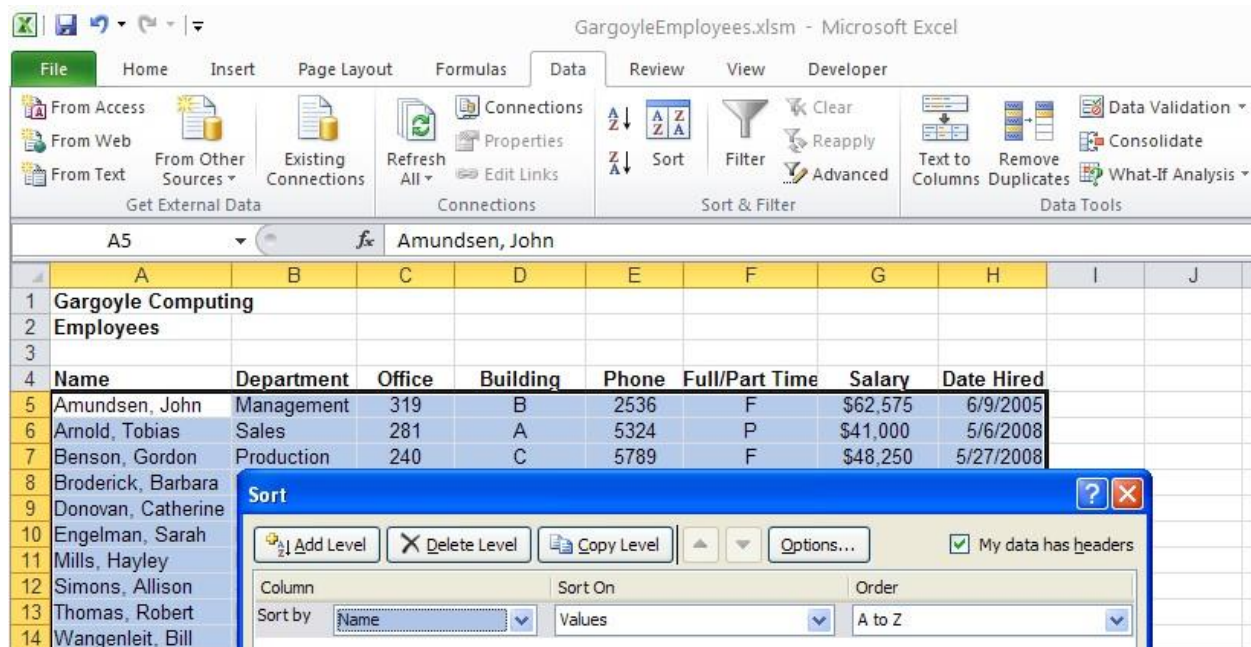 GargoyleEmployees.xlsm - Microsoft Excel
File Home Insert Page Layout Formulas Data Review View Developer
From Access
From Web
From Text
From Other Sources
Existing Connections
Get External Data
Refresh All
Connections
Properties
Edit Links
Connections
Sort
Filter
Clear
Reapply
Advanced
Sort & Filter
Text to Columns
Remove Duplicates
Data Validation
Consolidate
What-If Analysis
Data Tools
A5 fx Amundsen, John
A B C D E F G H I J
1 Gargoyle Computing
2 Employees
3
4 Name Department Office Building Phone Full/Part Time Salary Date Hired
5 Amundsen, John Management 319 B 2536 F $62,575 6/9/2005
6 Arnold, Tobias Sales 281 A 5324 P $41,000 5/6/2008
7 Benson, Gordon Production 240 C 5789 F $48,250 5/27/2008
8 Broderick, Barbara
9 Donovan, Catherine
10 Engelman, Sarah
11 Mills, Hayley
12 Simons, Allison
13 Thomas, Robert
14 Wangenleit, Bill
Sort
Add Level Delete Level Copy Level Options... My data has headers
Column Sort On Order
Sort by Name Values A to Z